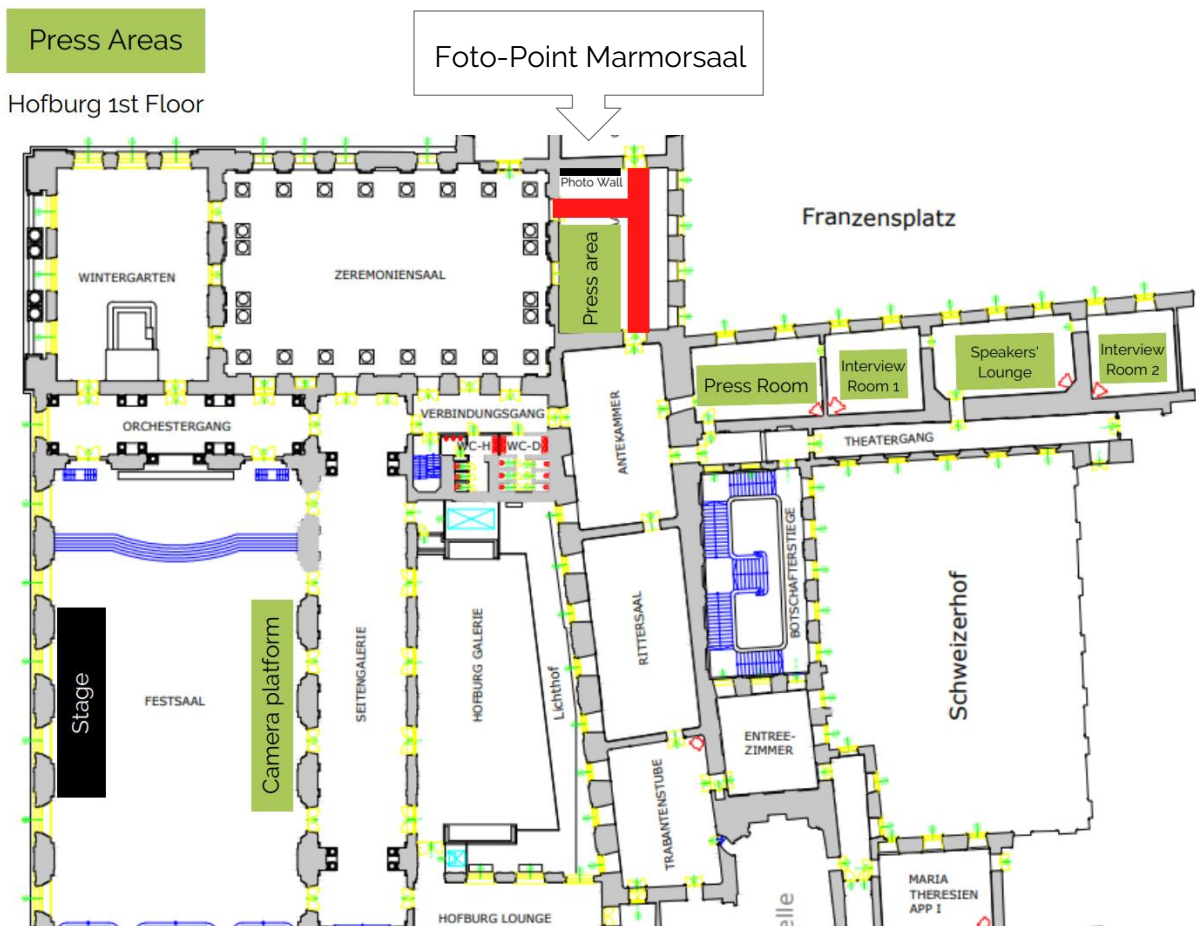 Press Areas
Foto-Point Marmorsaal
Hofburg 1st Floor
Photo Wall
Franzensplatz
WINTERGARTEN
ZEREMONIENSAAL
Press area
Press Room
Interview
Room 1
Speakers'
Lounge
Interview
Room 2
ORCHESTERGANG
VERBINDUNGSGANG
WC-H
WC-D
ANTEKAMMER
THEATERGANG
BOTSCHAFTERSTIEGE
Stage
FESTSAAL
Camera platform
SEITENGALERIE
HOFBURG GALERIE
Lichthof
RITTERSAAL
Schweizerhof
ENTREE-
ZIMMER
TRABANTENSTUBE
MARIA
THERESIEN
APP I
HOFBURG LOUNGE
elle